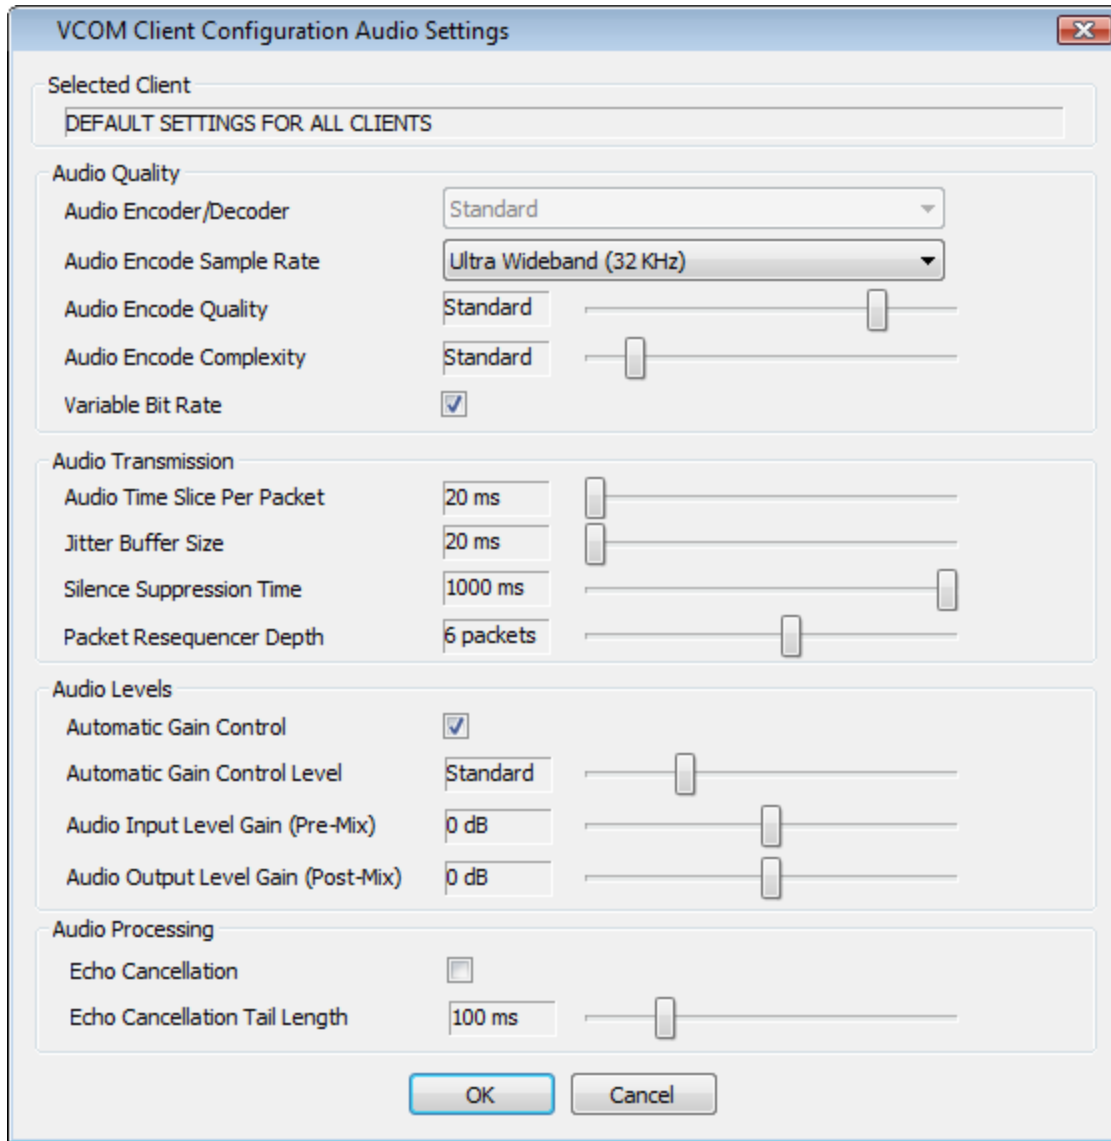 VCOM Client Configuration Audio Settings
Selected Client
DEFAULT SETTINGS FOR ALL CLIENTS
Audio Quality
Audio Encoder/Decoder Standard
Audio Encode Sample Rate Ultra Wideband (32 KHz)
Audio Encode Quality Standard
Audio Encode Complexity Standard
Variable Bit Rate
Audio Transmission
Audio Time Slice Per Packet 20 ms
Jitter Buffer Size 20 ms
Silence Suppression Time 1000 ms
Packet Resequencer Depth 6 packets
Audio Levels
Automatic Gain Control
Automatic Gain Control Level Standard
Audio Input Level Gain (Pre-Mix) 0 dB
Audio Output Level Gain (Post-Mix) 0 dB
Audio Processing
Echo Cancellation
Echo Cancellation Tail Length 100 ms
OK Cancel